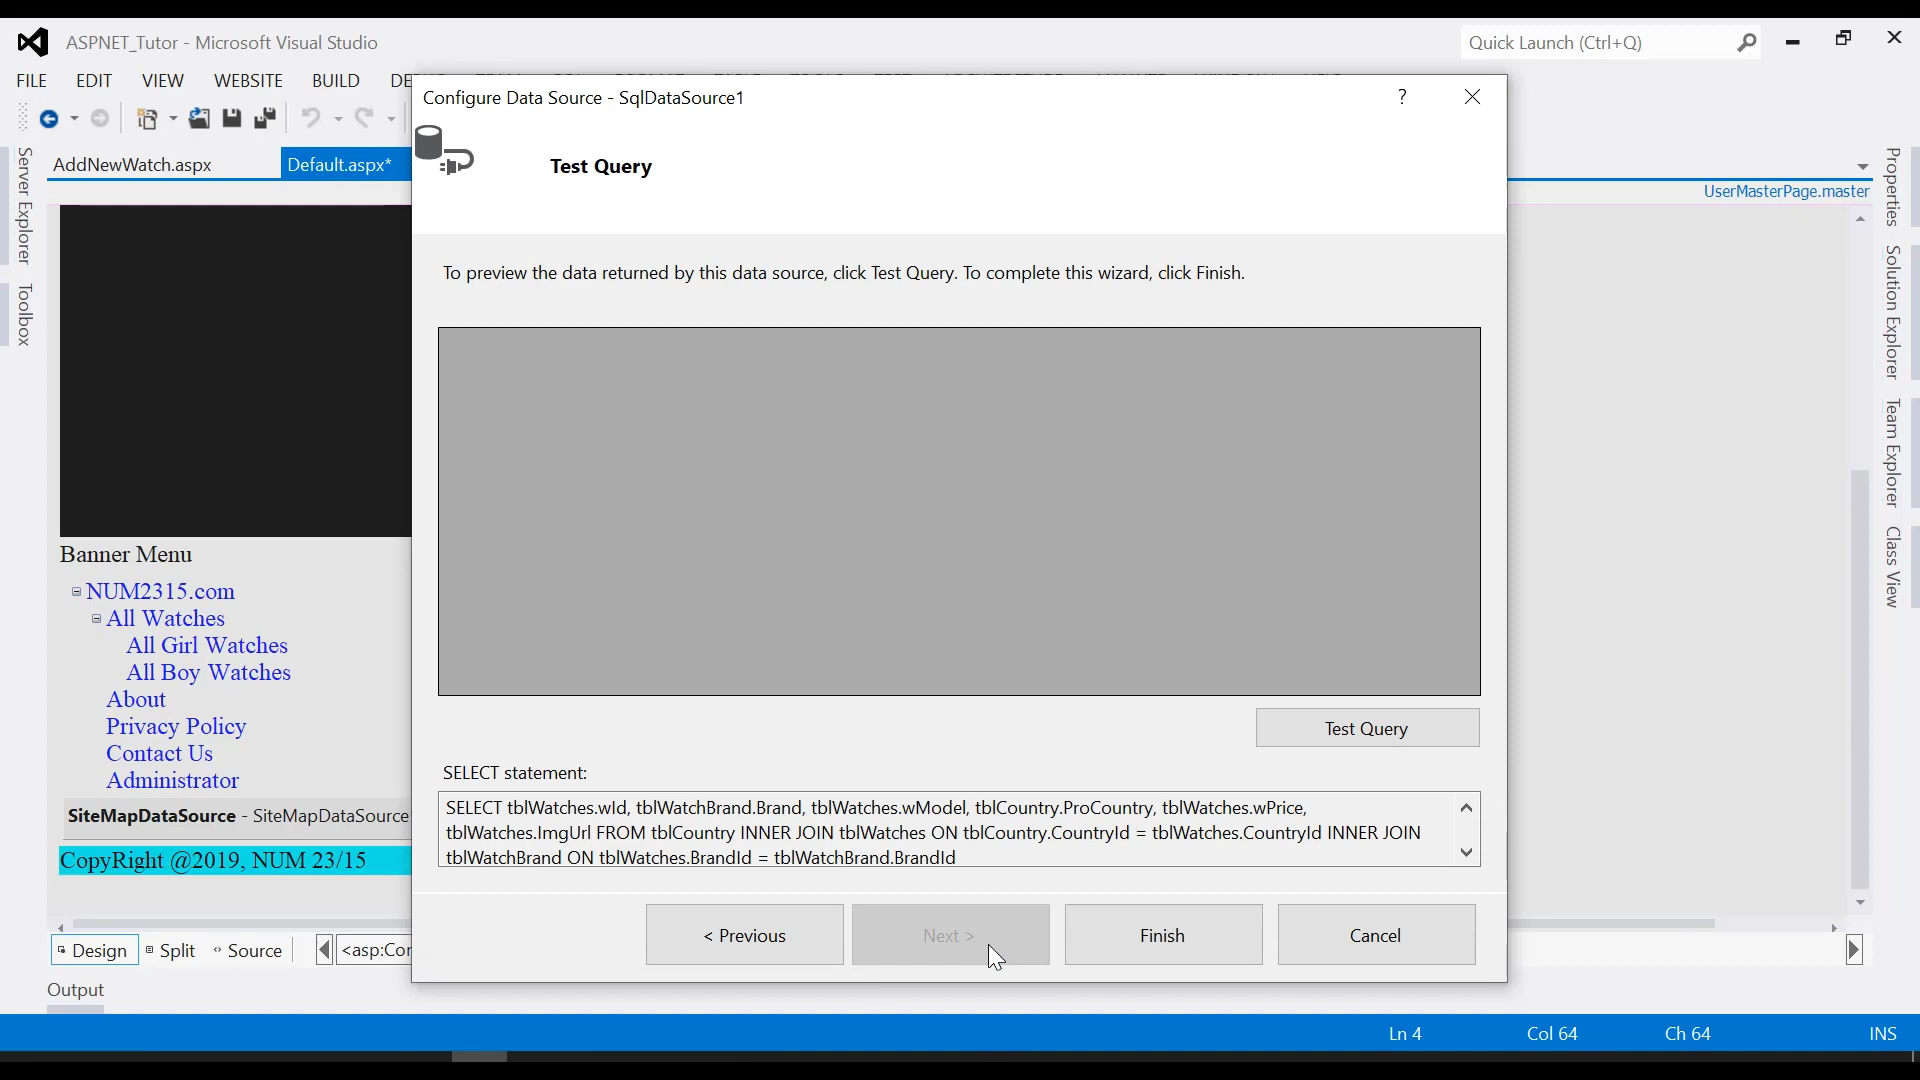 ASPNET_Tutor - Microsoft Visual Studio
Quick Launch (Ctrl+Q)
FILE EDIT VIEW WEBSITE BUILD
Configure Data Source - SqlDataSource1
?
AddNewWatch.aspx
Default.aspx*
Test Query
UserMasterPage.master
Server Explorer
Toolbox
Properties
Solution Explorer
Team Explorer
Class View
To preview the data returned by this data source, click Test Query. To complete this wizard, click Finish.
Banner Menu
NUM2315.com
All Watches
All Girl Watches
All Boy Watches
About
Privacy Policy
Contact Us
Administrator
SiteMapDataSource - SiteMapDataSource
CopyRight @2019, NUM 23/15
Test Query
SELECT statement:
SELECT tblWatches.wId, tblWatchBrand.Brand, tblWatches.wModel, tblCountry.ProCountry, tblWatches.wPrice,
tblWatches.ImgUrl FROM tblCountry INNER JOIN tblWatches ON tblCountry.CountryId = tblWatches.CountryId INNER JOIN
tblWatchBrand ON tblWatches.BrandId = tblWatchBrand.BrandId
< Previous
Next >
Finish
Cancel
Design
Split
Source
<asp:Cor
Output
Ln 4
Col 64
Ch 64
INS